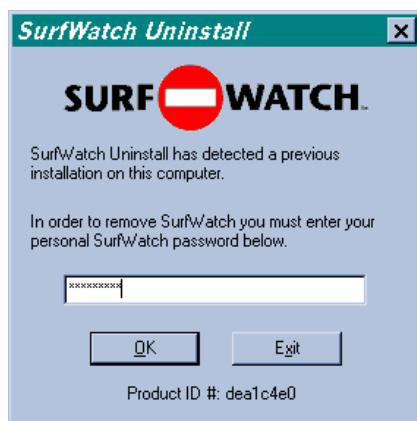 SurfWatch Uninstall
SURF WATCH™
SurfWatch Uninstall has detected a previous
installation on this computer.
In order to remove SurfWatch you must enter your
personal SurfWatch password below.
×××××××××
OK
Exit
Product ID #: dea1c4e0